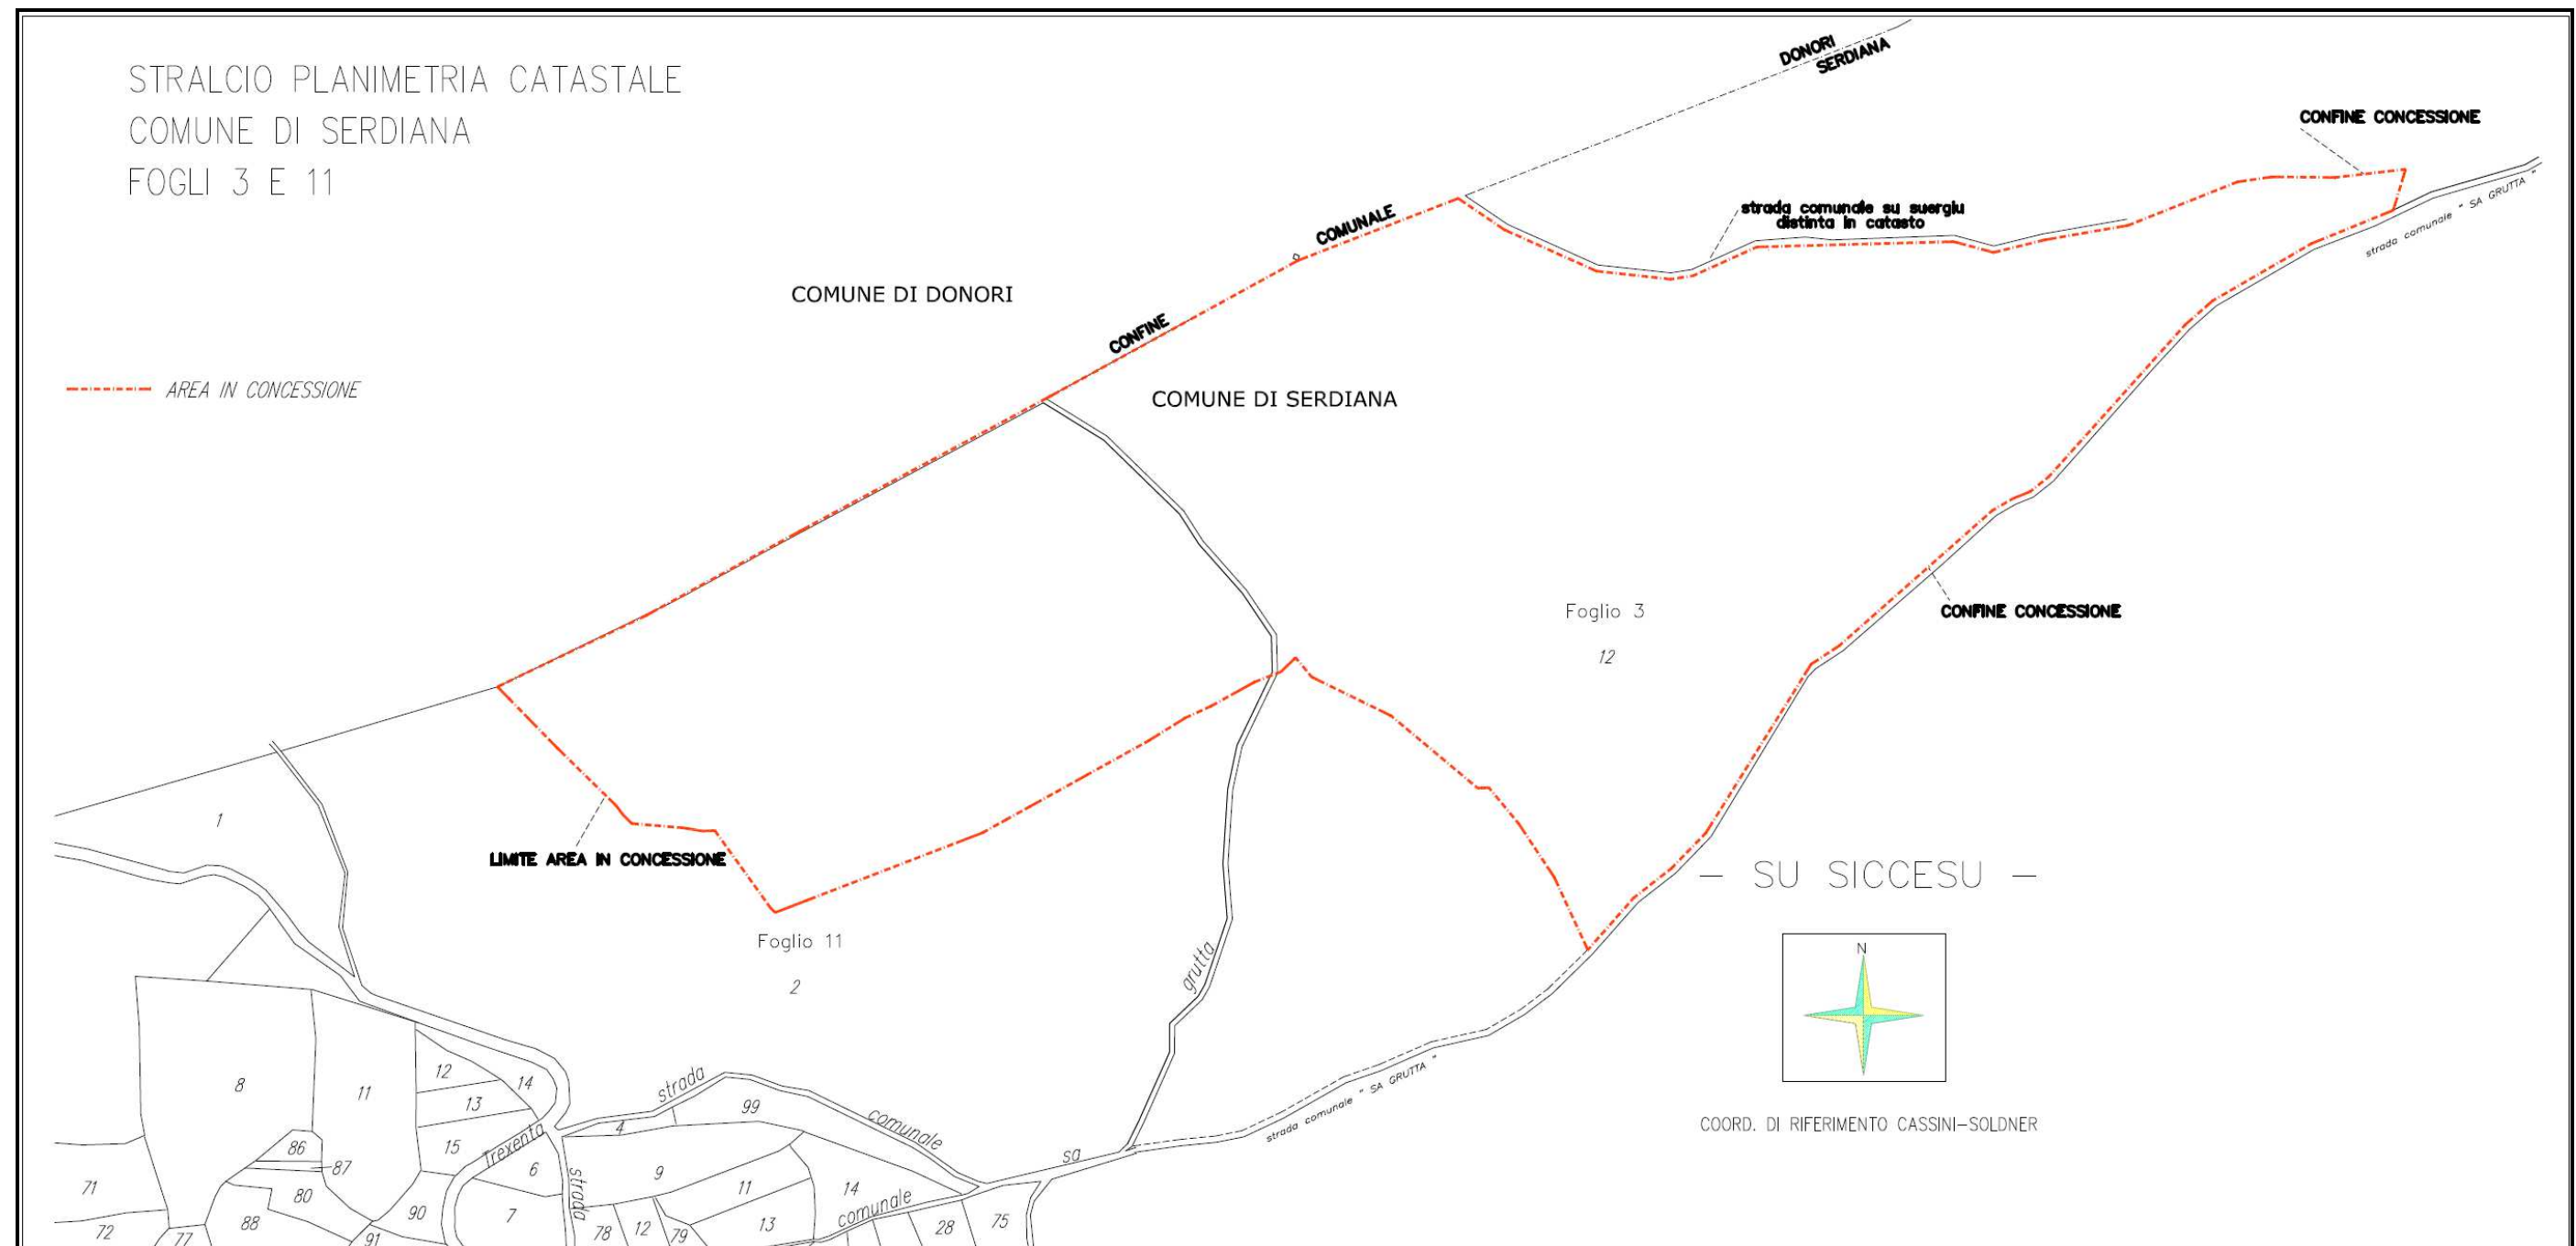 STRALCIO PLANIMETRIA CATASTALE
COMUNE DI SERDIANA
FOGLI 3 E 11
DONORI
SERDIANA
CONFINE CONCESSIONE
strada comunale su suergiu
distinta in catasto
strada comunale " SA GRUTTA "
COMUNALE
COMUNE DI DONORI
CONFINE
AREA IN CONCESSIONE
COMUNE DI SERDIANA
Foglio 3
12
CONFINE CONCESSIONE
1
LIMITE AREA IN CONCESSIONE
- SU SICCESU -
Foglio 11
2
grutta
N
COORD. DI RIFERIMENTO CASSINI-SOLDNER
strada comunale " SA GRUTTA "
8
11
12
14
13
15
strada
99
comunale
4
Trexenta
6
sa
86
87
9
71
80
11
14
comunale
90
7
strada
72
77
88
91
78
12
79
13
28
75